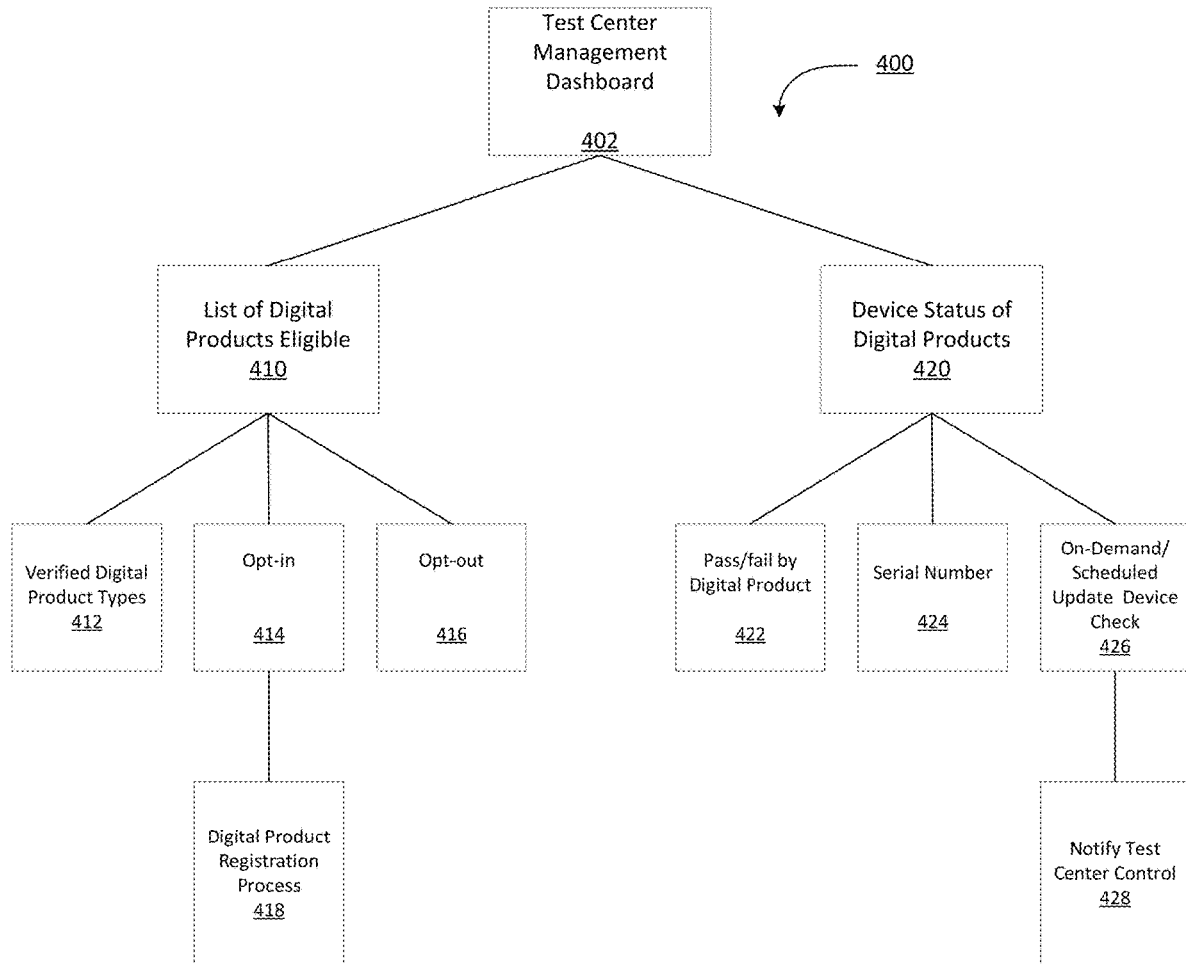 Test Center
Management
Dashboard
402
400
List of Digital
Products Eligible
410
Device Status of
Digital Products
420
Verified Digital
Product Types
412
Opt-in
414
Opt-out
416
Pass/fail by
Digital Product
422
Serial Number
424
On-Demand/
Scheduled
Update Device
Check
426
Digital Product
Registration
Process
418
Notify Test
Center Control
428